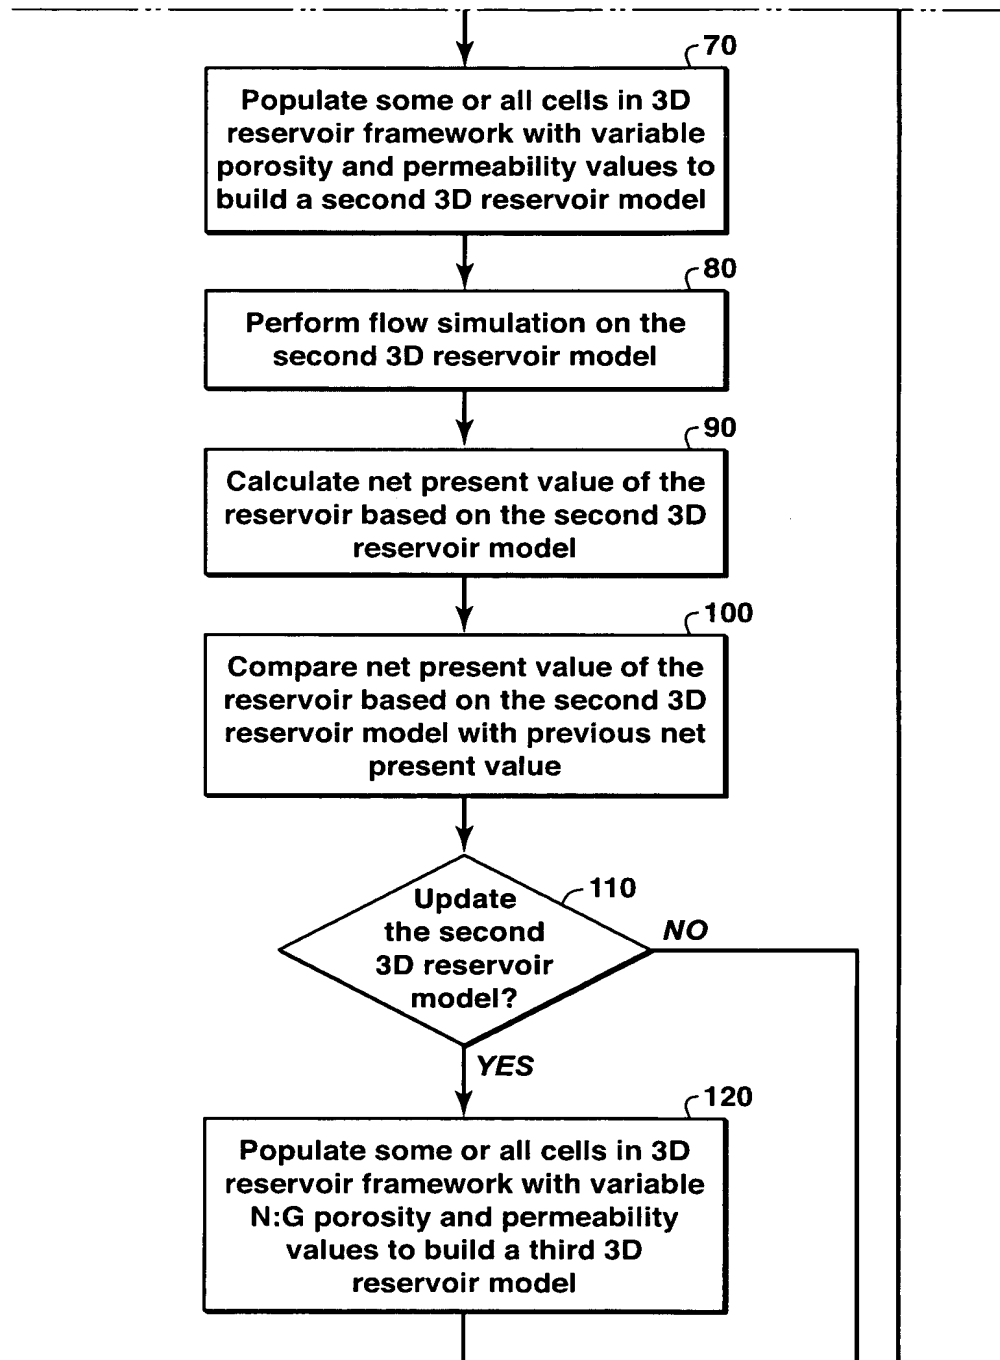 70
Populate some or all cells in 3D
reservoir framework with variable
porosity and permeability values to
build a second 3D reservoir model
80
Perform flow simulation on the
second 3D reservoir model
90
Calculate net present value of the
reservoir based on the second 3D
reservoir model
100
Compare net present value of the
reservoir based on the second 3D
reservoir model with previous net
present value
110
Update
the second
3D reservoir
model?
NO
YES
120
Populate some or all cells in 3D
reservoir framework with variable
N:G porosity and permeability
values to build a third 3D
reservoir model